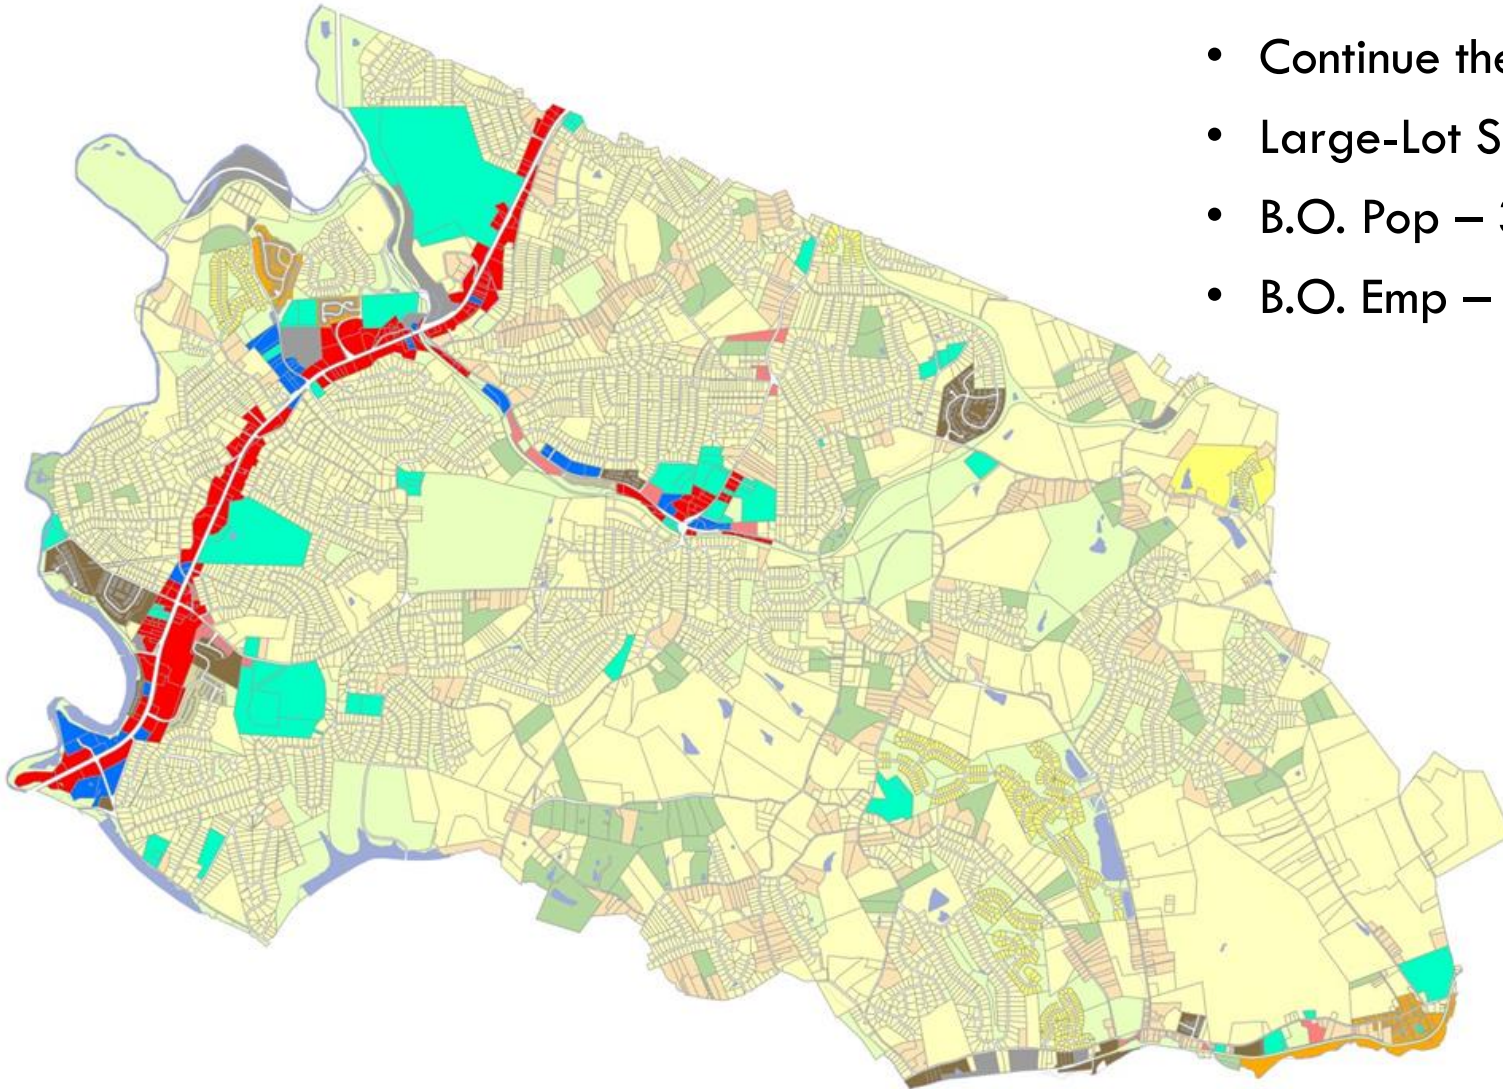 • Continue the
• Large-Lot S
• B.O. Pop –
• B.O. Emp –